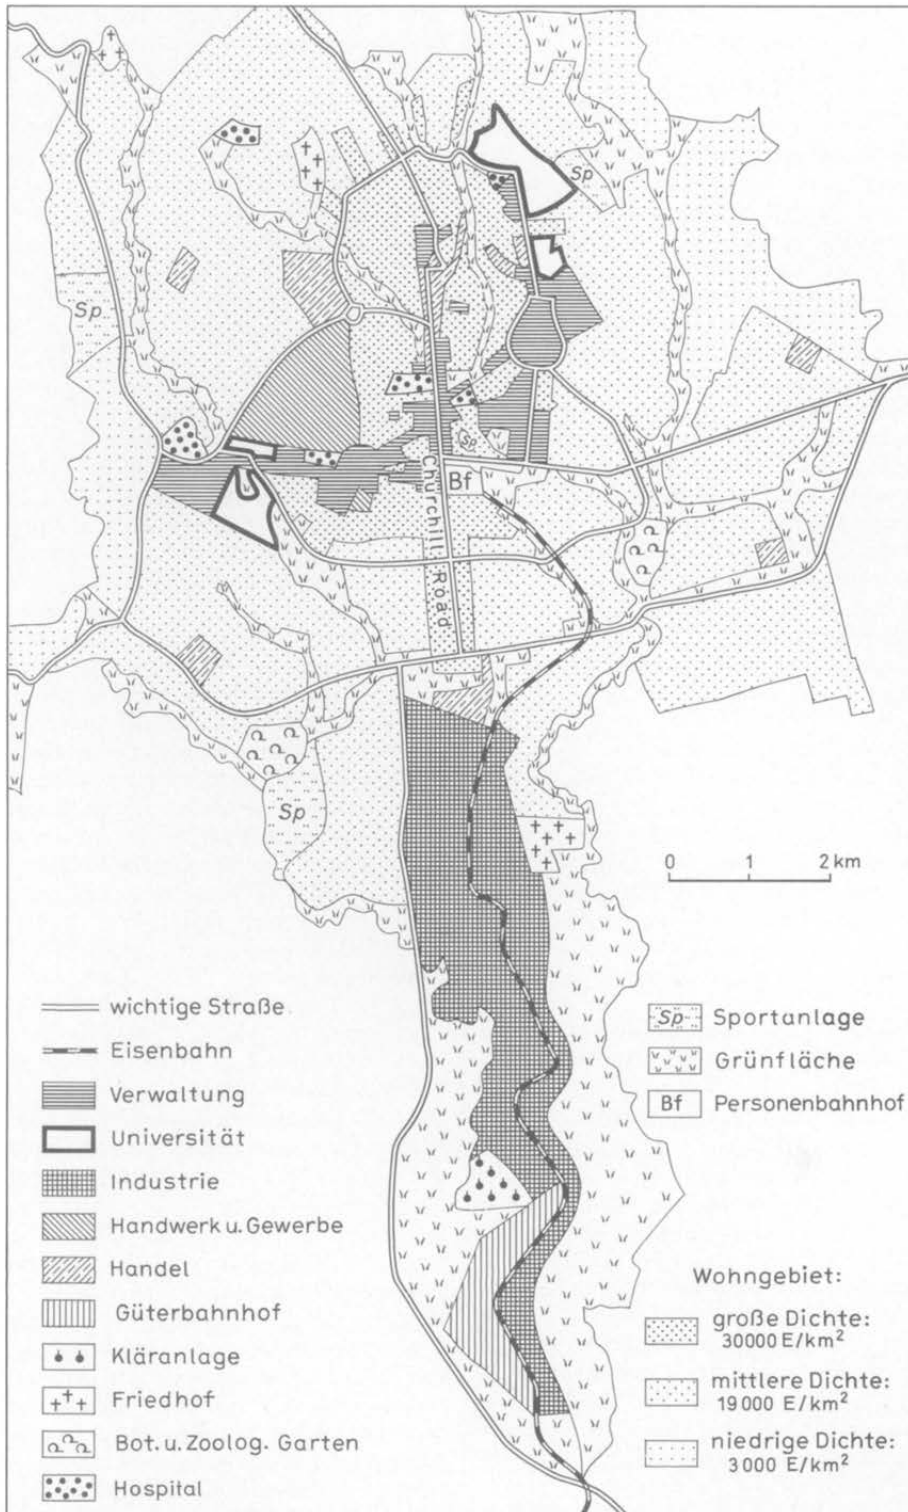 Sp
Sp
Sp
Bf
Churchill Road
Sp
0 1 2 km
wichtige Straße
Eisenbahn
Verwaltung
Universität
Industrie
Handwerk u. Gewerbe
Handel
Güterbahnhof
Kläranlage
Friedhof
Bot. u. Zoolog. Garten
Hospital
Sp Sportanlage
Grünfläche
Bf Personenbahnhof
Wohngebiet:
große Dichte:
30000 E/km²
mittlere Dichte:
19000 E/km²
niedrige Dichte:
3000 E/km²